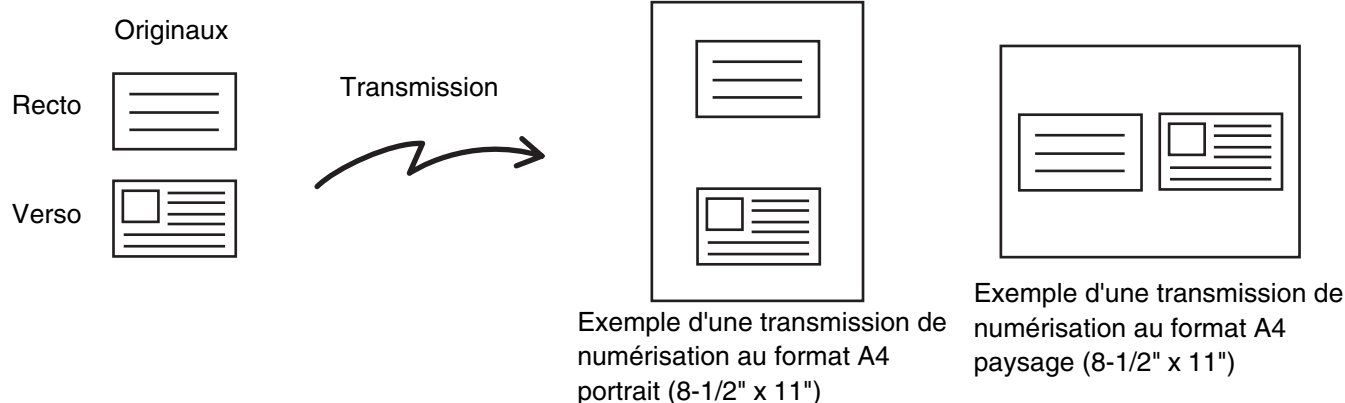 Originaux
Recto
Verso
Transmission
Exemple d'une transmission de
numérisation au format A4
portrait (8-1/2" x 11")
Exemple d'une transmission de
numérisation au format A4
paysage (8-1/2" x 11")